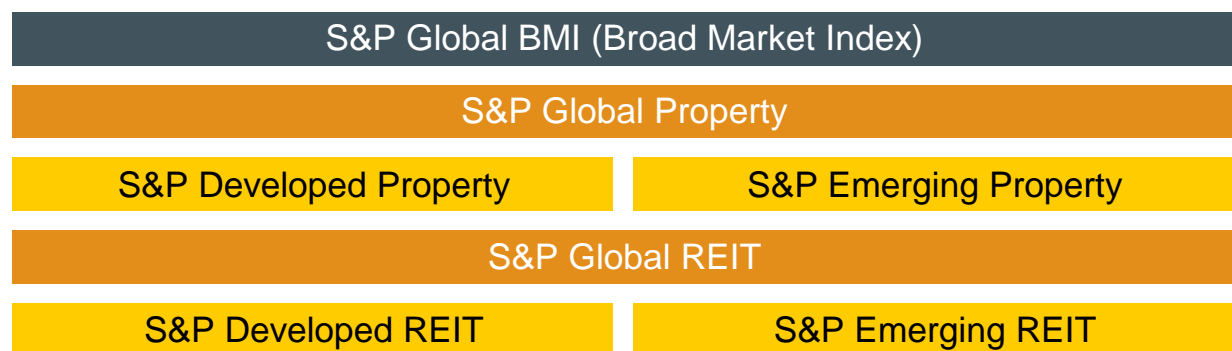 S&P Global BMI (Broad Market Index)
S&P Global Property
S&P Developed Property
S&P Emerging Property
S&P Global REIT
S&P Developed REIT
S&P Emerging REIT